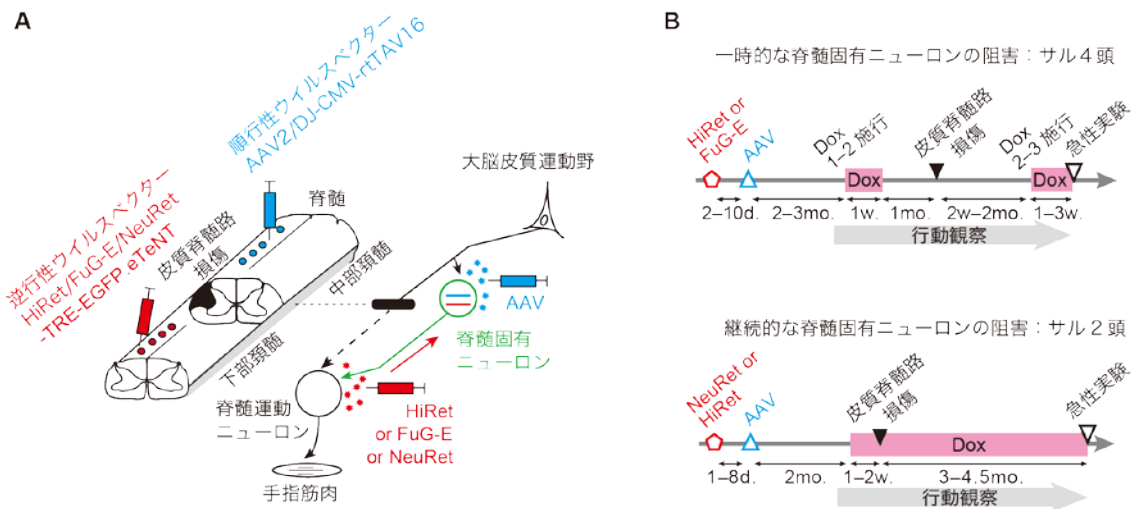 A
逆行性ウイルスベクター
HiRet/FuG-E/NeuRet
-TRE-EGFP.eTeNT
順行性ウイルスベクター
AAV2/DJ-CMV-rtTAV16
皮質脊髄路
損傷
脊髄
中部頚髄
下部頚髄
大脳皮質運動野
AAV
脊髄固有
ニューロン
脊髄運動
ニューロン
HiRet
or FuG-E
or NeuRet
手指筋肉
B
一時的な脊髄固有ニューロンの阻害：サル４頭
HiRet or
FuG-E
AAV
Dox
1–2 施行
皮質脊髄路
損傷
Dox
2–3 施行
急性実験
Dox
Dox
2–10d.
2–3mo.
1w.
1mo.
2w–2mo.
1–3w.
行動観察
継続的な脊髄固有ニューロンの阻害：サル２頭
NeuRet or
HiRet
AAV
皮質脊髄路
損傷
急性実験
Dox
1–8d.
2mo.
1–2w.
3–4.5mo.
行動観察